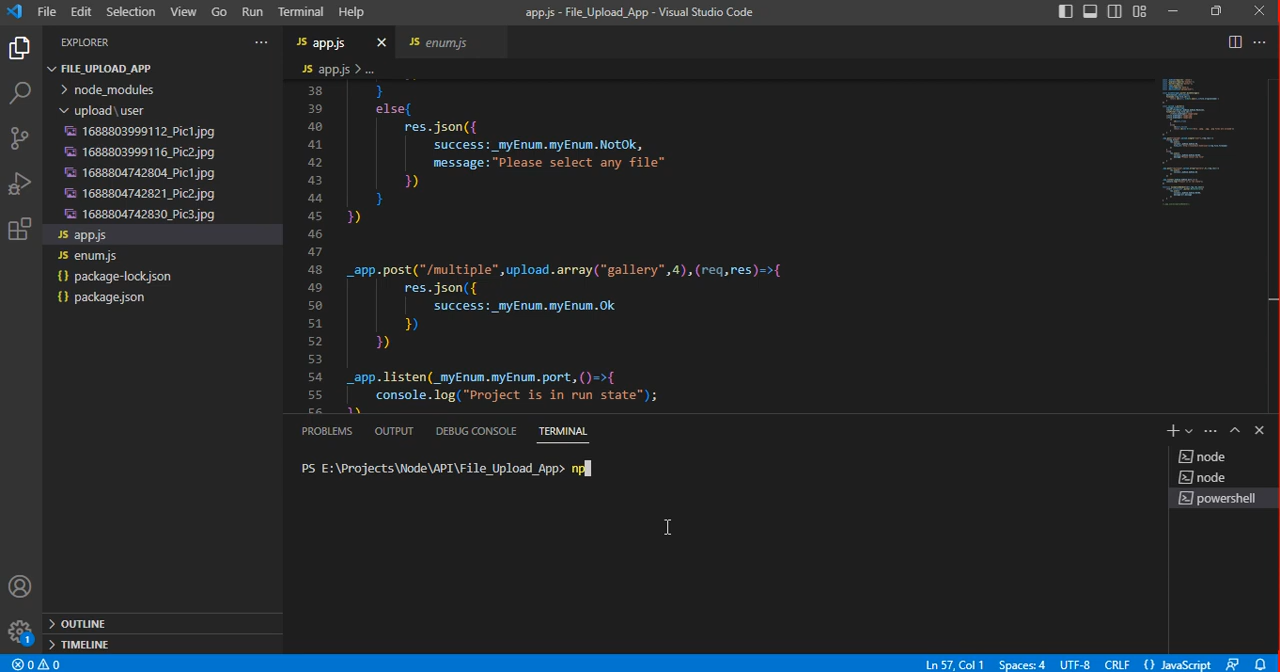 File Edit Selection View Go Run Terminal Help app.js - File_Upload_App - Visual Studio Code
EXPLORER
FILE_UPLOAD_APP
node_modules
upload\user
1688803999112_Pic1.jpg
1688803999116_Pic2.jpg
1688804742804_Pic1.jpg
1688804742821_Pic2.jpg
1688804742830_Pic3.jpg
JS app.js
JS enum.js
{} package-lock.json
{} package.json
OUTLINE
TIMELINE
JS app.js JS enum.js
JS app.js > ...
38 }
39 else{
40 res.json({
41 success:_myEnum.myEnum.NotOk,
42 message:"Please select any file"
43 })
44 }
45 })
46
47
48 _app.post("/multiple",upload.array("gallery",4),(req,res)=>{
49 res.json({
50 success:_myEnum.myEnum.Ok
51 })
52 })
53
54 _app.listen(_myEnum.myEnum.port,()=>{
55 console.log("Project is in run state");
56 })
PROBLEMS OUTPUT DEBUG CONSOLE TERMINAL
PS E:\Projects\Node\API\File_Upload_App> np
node
node
powershell
1
0 0 Ln 57, Col 1 Spaces: 4 UTF-8 CRLF {} JavaScript